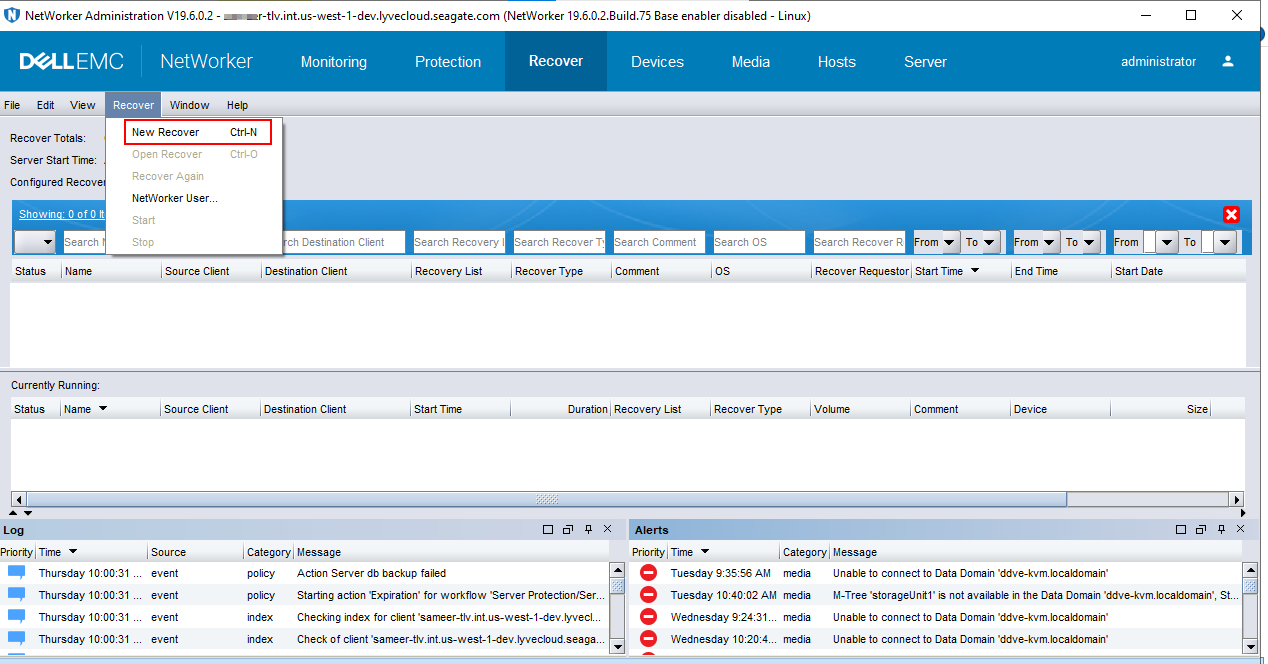 NetWorker Administration V19.6.0.2 - er-tlv.int.us-west-1-dev.lyvecloud.seagate.com (NetWorker 19.6.0.2.Build.75 Base enabler disabled - Linux)
DELLEMC NetWorker Monitoring Protection Recover Devices Media Hosts Server administrator
File Edit View Recover Window Help
New Recover Ctrl-N
Open Recover Ctrl-O
Recover Again
NetWorker User...
Start
Stop
Recover Totals:
Server Start Time:
Configured Recover
Showing: 0 of 0 It
Search Destination Client Search Recovery Search Recover Ty Search Comment Search OS Search Recover R From To From To From To
Status Name Source Client Destination Client Recovery List Recover Type Comment OS Recover Requestor Start Time End Time Start Date
Currently Running:
Status Name Source Client Destination Client Start Time Duration Recovery List Recover Type Volume Comment Device Size
Log
Priority Time Source Category Message
Thursday 10:00:31 ... event policy Action Server db backup failed
Thursday 10:00:31 ... event policy Starting action 'Expiration' for workflow 'Server Protection/Ser...
Thursday 10:00:31 ... event index Checking index for client 'sameer-tlv.int.us-west-1-dev.lyvecl...
Thursday 10:00:31 ... event index Check of client 'sameer-tlv.int.us-west-1-dev.lyvecloud.seaga...
Alerts
Priority Time Category Message
Tuesday 9:35:56 AM media Unable to connect to Data Domain 'ddve-kvm.localdomain'
Tuesday 10:40:02 AM media M-Tree 'storageUnit1' is not available in the Data Domain 'ddve-kvm.localdomain', St...
Wednesday 9:24:31... media Unable to connect to Data Domain 'ddve-kvm.localdomain'
Wednesday 10:20:4... media Unable to connect to Data Domain 'ddve-kvm.localdomain'